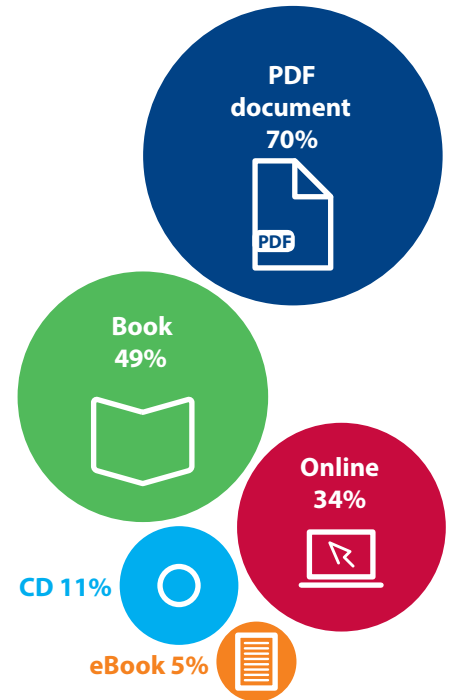 PDF
document
70%
PDF
Book
49%
Online
34%
CD 11%
eBook 5%